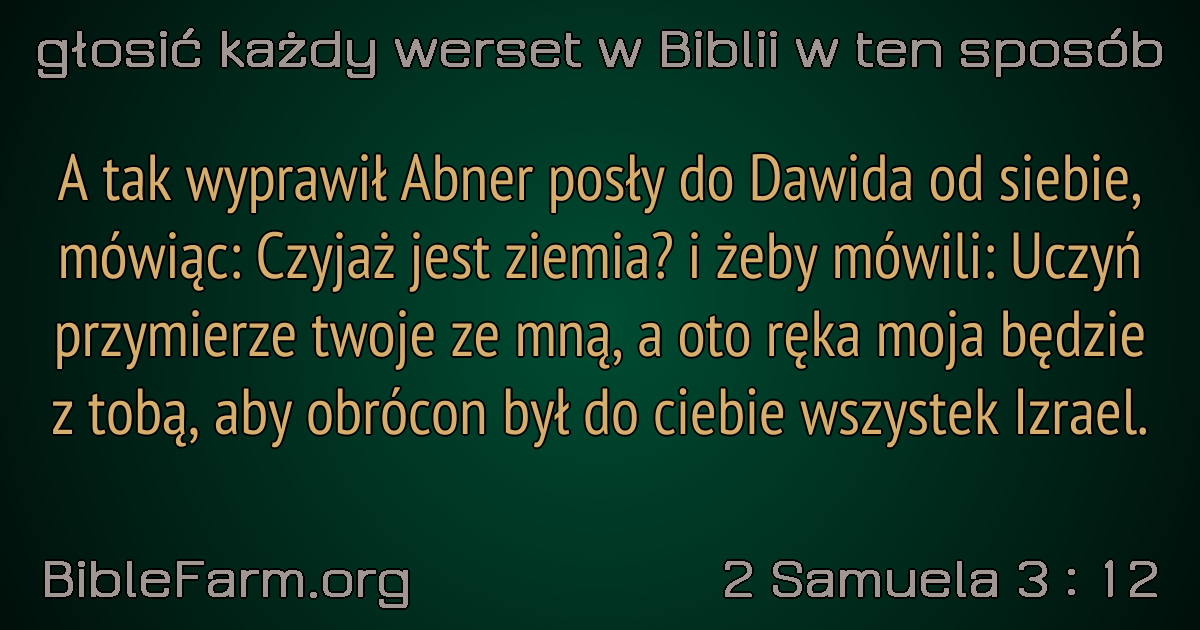 głosić każdy werset w Biblii w ten sposób
A tak wyprawił Abner posły do Dawida od siebie,
mówiąc: Czyjaż jest ziemia? i żeby mówili: Uczyń
przymierze twoje ze mną, a oto ręka moja będzie
z tobą, aby obrócon był do ciebie wszystek Izrael.
BibleFarm.org
2 Samuela 3 : 12